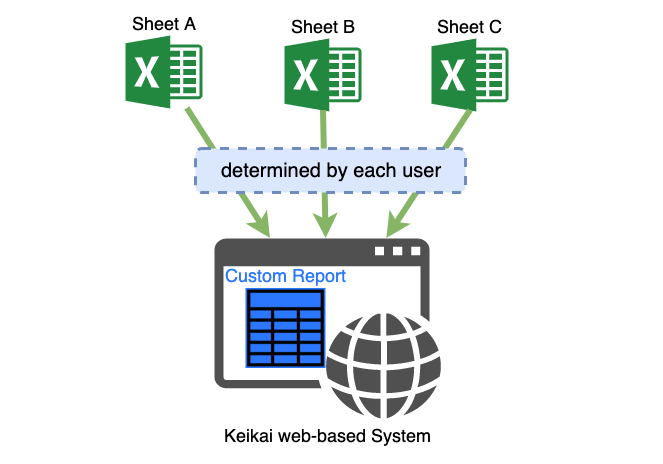 Sheet A
Sheet B
Sheet C
X
X
X
determined by each user
Custom Report
Keikai web-based System